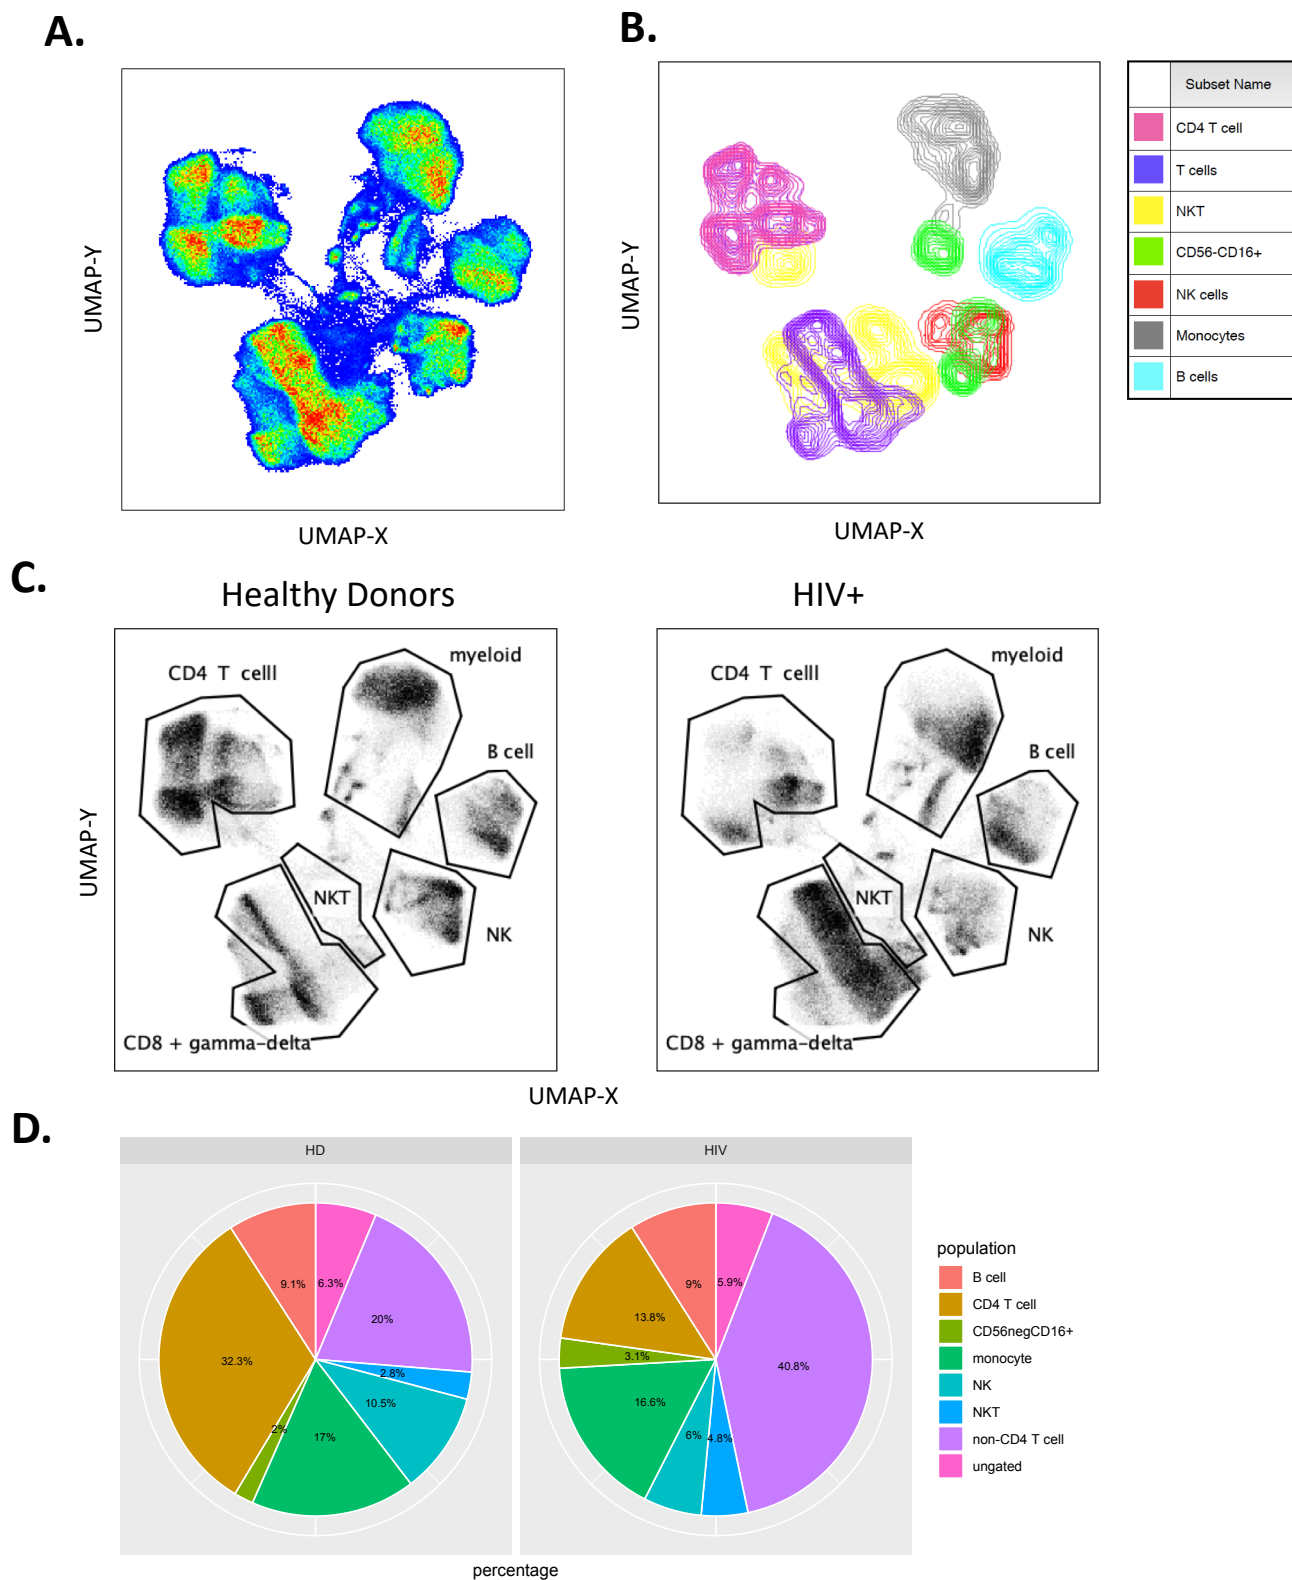 A.
B.
UMAP-Y
UMAP-X
UMAP-Y
UMAP-X
Subset Name
CD4 T cell
T cells
NKT
CD56-CD16+
NK cells
Monocytes
B cells
C.
Healthy Donors
HIV+
UMAP-Y
CD4 T celll
myeloid
B cell
NKT
NK
CD8 + gamma-delta
CD4 T celll
myeloid
B cell
NKT
NK
CD8 + gamma-delta
UMAP-X
D.
HD
HIV
9.1%
6.3%
20%
32.3%
2.8%
10.5%
2%
17%
9%
5.9%
13.8%
3.1%
40.8%
16.6%
6%
4.8%
population
B cell
CD4 T cell
CD56negCD16+
monocyte
NK
NKT
non-CD4 T cell
ungated
percentage